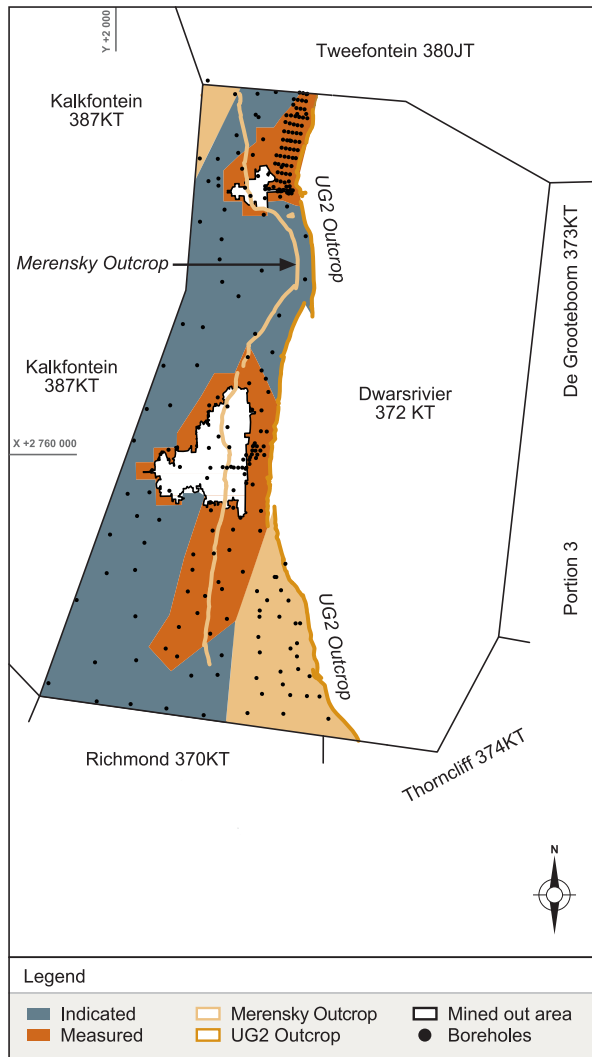 Y +2 000
Tweefontein 380JT
Kalkfontein
387KT
UG2 Outcrop
De Grooteboom 373KT
Merensky Outcrop
Kalkfontein
387KT
Dwarsrivier
372 KT
X +2 760 000
Portion 3
UG2 Outcrop
Richmond 370KT
Thorncliff 374KT
N
Legend
Indicated
Merensky Outcrop
Mined out area
Measured
UG2 Outcrop
Boreholes